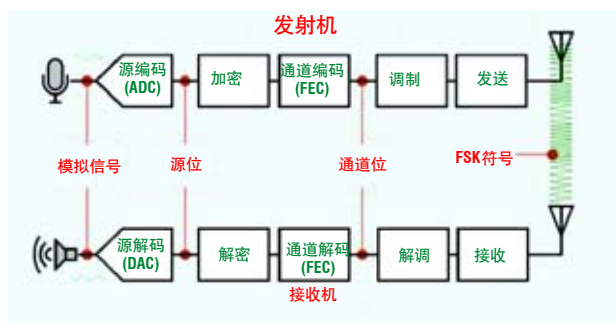 发射机
源编码
(ADC)
加密
通道编码
(FEC)
调制
发送
模拟信号
源位
通道位
FSK符号
源解码
(DAC)
解密
通道解码
(FEC)
解调
接收
接收机